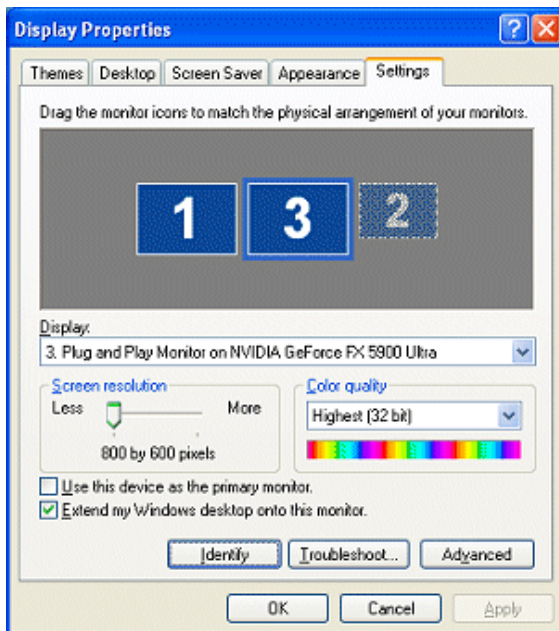 Display Properties
Themes Desktop Screen Saver Appearance Settings
Drag the monitor icons to match the physical arrangement of your monitors.
1 3 2
Display:
3. Plug and Play Monitor on NVIDIA GeForce FX 5900 Ultra
Screen resolution Color quality
Less More Highest (32 bit)
800 by 600 pixels
Use this device as the primary monitor.
Extend my Windows desktop onto this monitor.
Identify Troubleshoot... Advanced
OK Cancel Apply